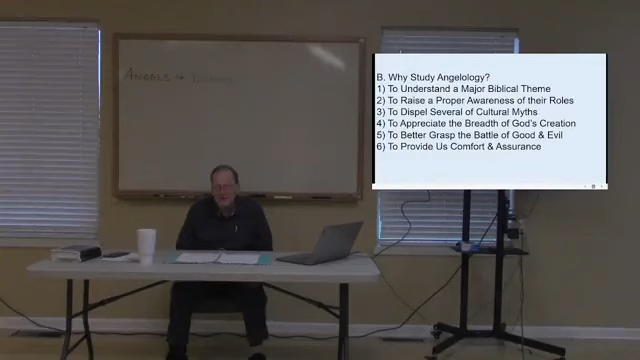 ANGELS &
B. Why Study Angelology?
1) To Understand a Major Biblical Theme
2) To Raise a Proper Awareness of their Roles
3) To Dispel Several of Cultural Myths
4) To Appreciate the Breadth of God's Creation
5) To Better Grasp the Battle of Good & Evil
6) To Provide Us Comfort & Assurance